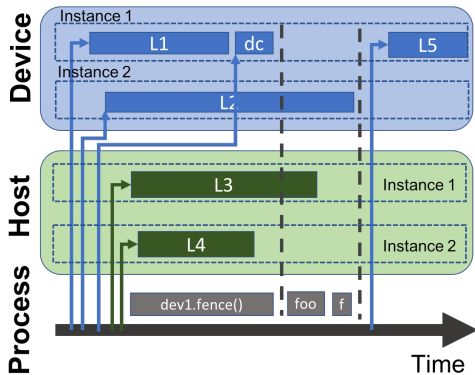 Device
Instance 1
L1
dc
L5
Instance 2
L2
Host
L3
Instance 1
L4
Instance 2
Process
dev1.fence()
foo
f
Time